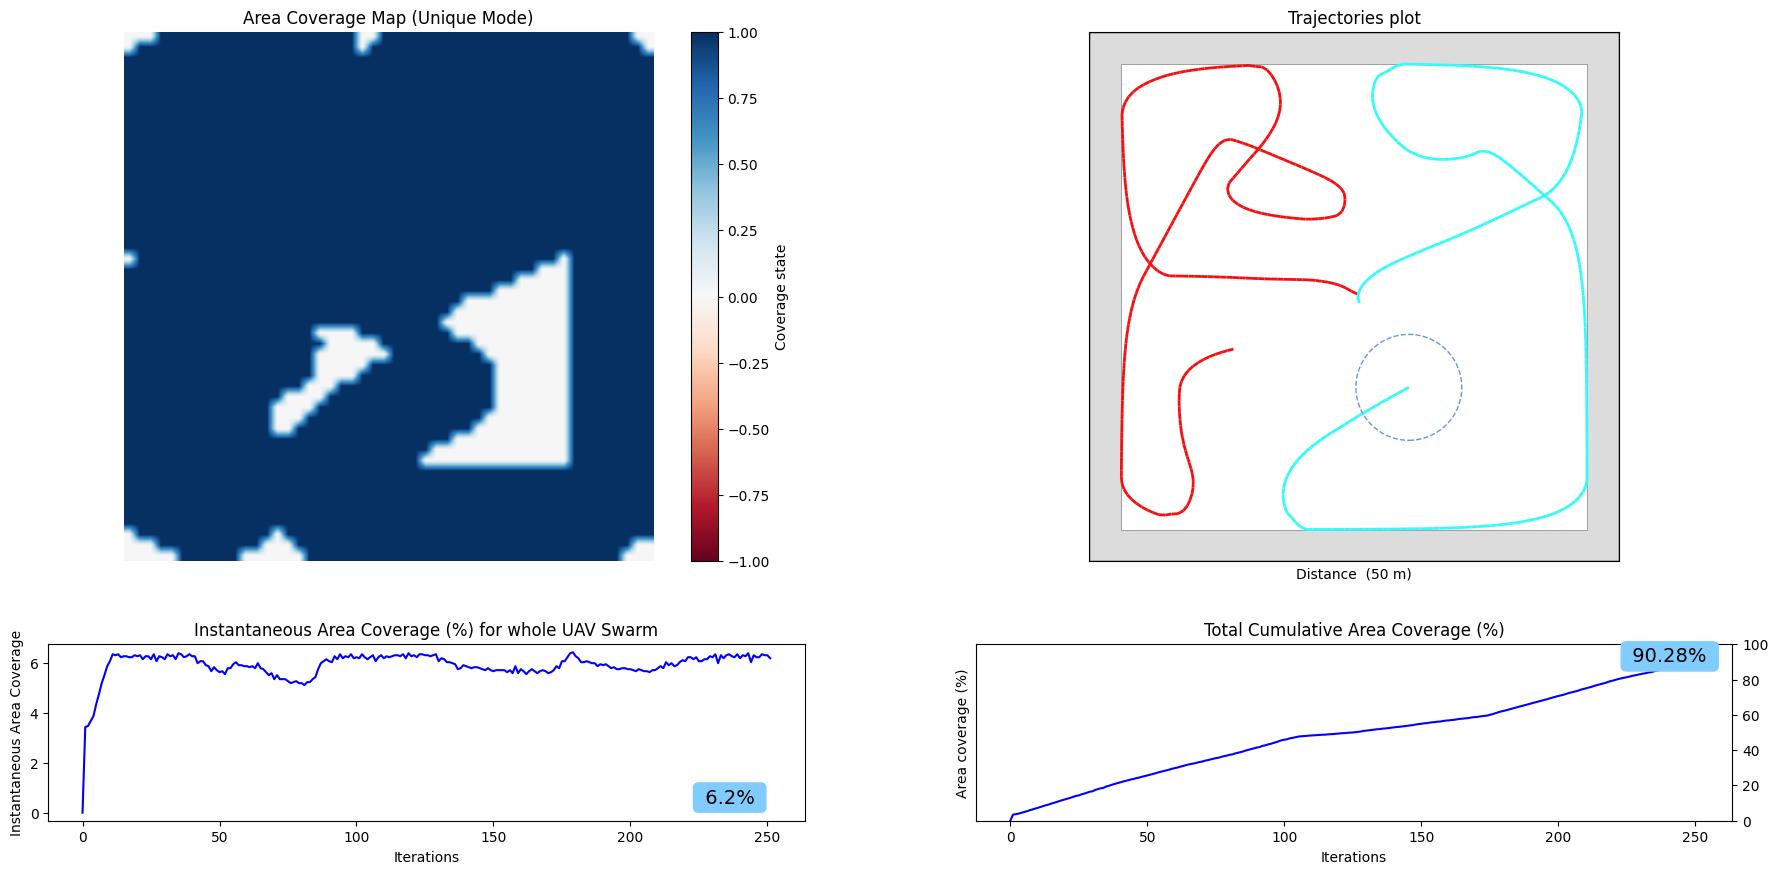 Area Coverage Map (Unique Mode)
1.00
0.75
0.50
0.25
0.00
−0.25
−0.50
−0.75
−1.00
Coverage state
Trajectories plot
Distance  (50 m)
Instantaneous Area Coverage (%) for whole UAV Swarm
Instantaneous Area Coverage
6
4
2
0
6.2%
0 50 100 150 200 250
Iterations
Total Cumulative Area Coverage (%)
Area coverage (%)
90.28%
100
80
60
40
20
0
0 50 100 150 200 250
Iterations